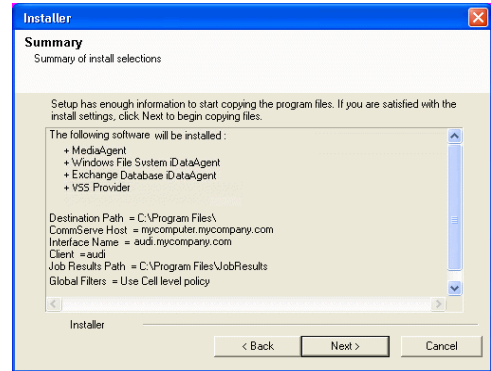 Installer
Summary
Summary of install selections
Setup has enough information to start copying the program files. If you are satisfied with the
install settings, click Next to begin copying files.
The following software will be installed :
+ MediaAgent
+ Windows File System iDataAgent
+ Exchange Database iDataAgent
+ VSS Provider
Destination Path = C:\Program Files\
CommServe Host = mycomputer.mycompany.com
Interface Name = audi.mycompany.com
Client =audi
Job Results Path = C:\Program Files\JobResults
Global Filters = Use Cell level policy
Installer
< Back
Next >
Cancel